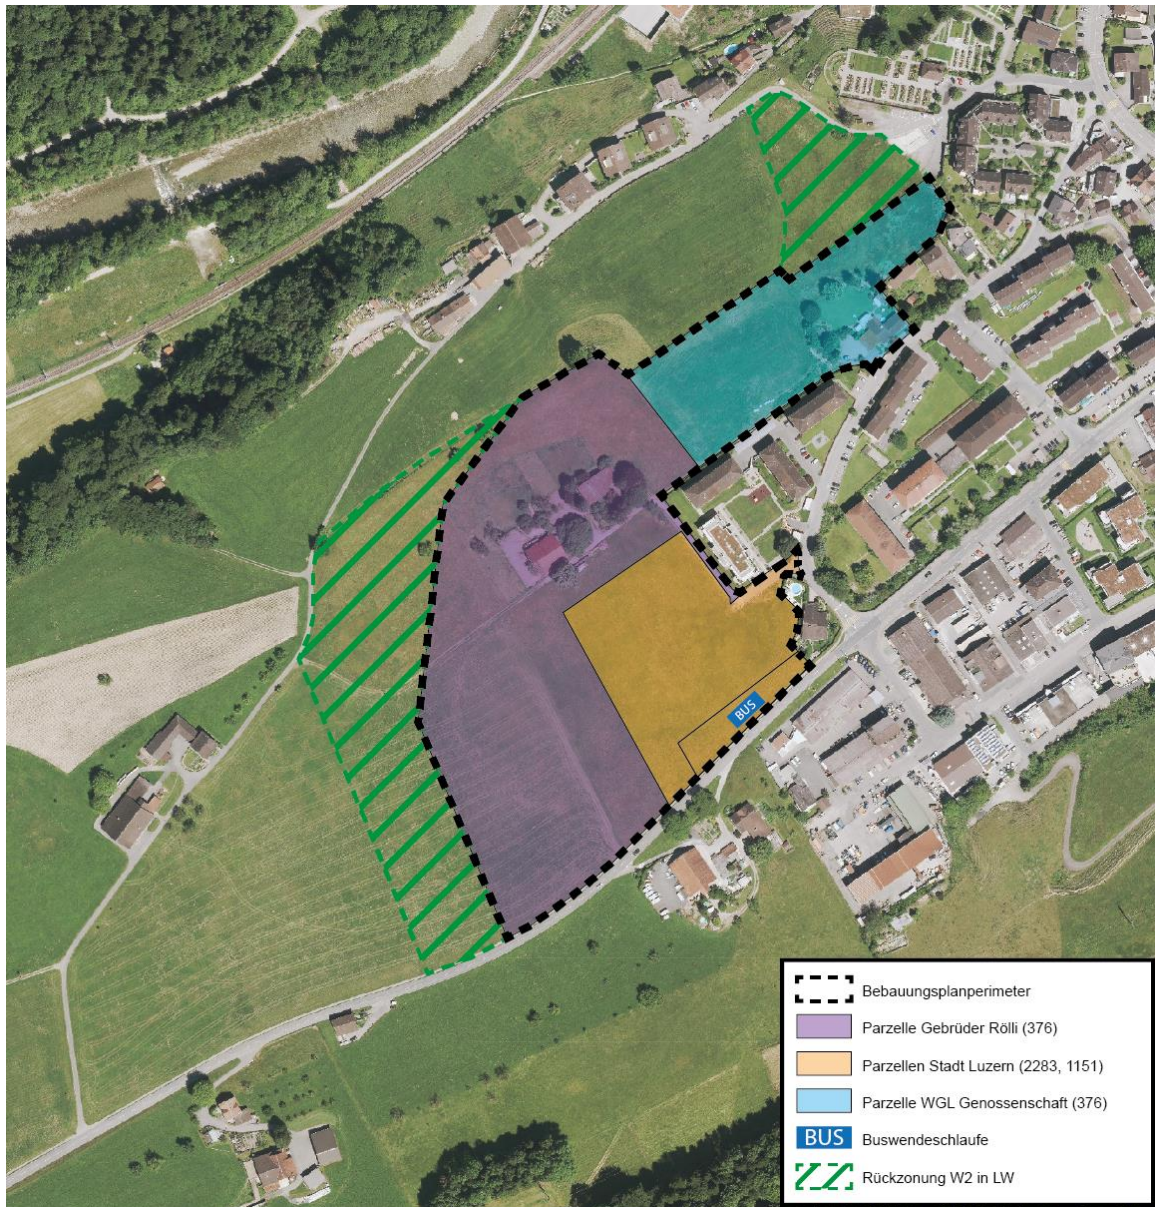 BUS
Bebauungsplanperimeter
Parzelle Gebrüder Rölli (376)
Parzellen Stadt Luzern (2283, 1151)
Parzelle WGL Genossenschaft (376)
BUS Buswendeschlaufe
Rückzonung W2 in LW